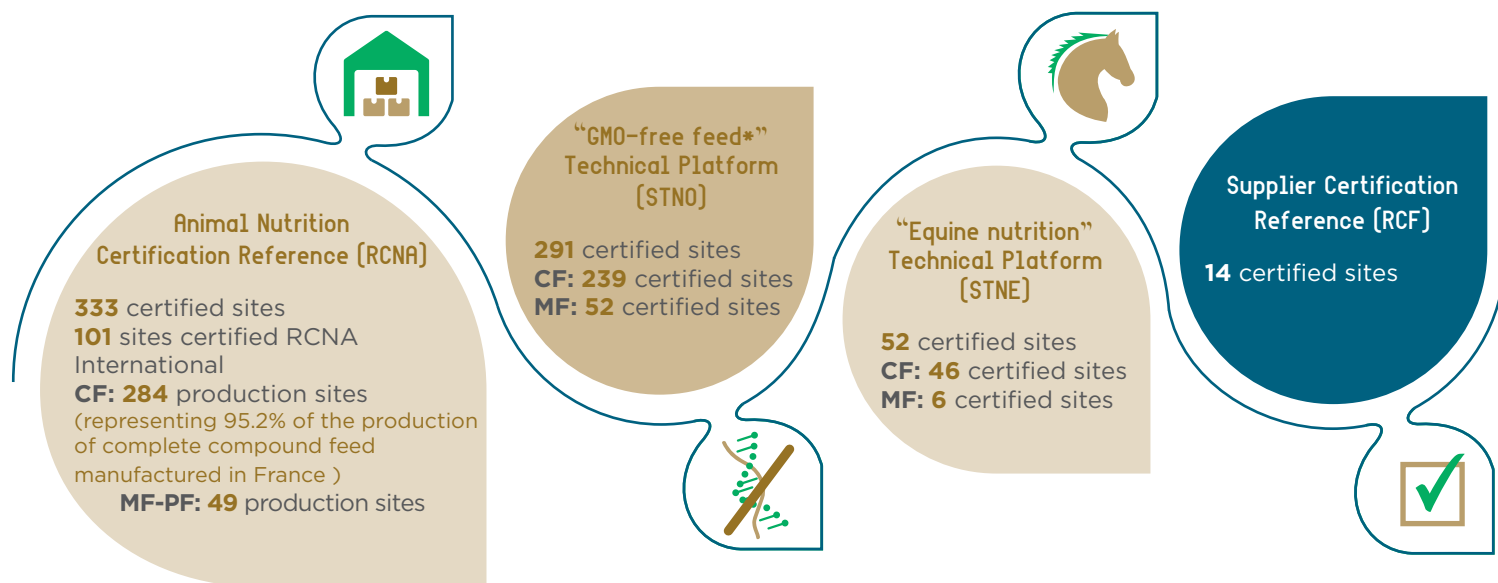 Animal Nutrition
Certification Reference (RCNA)
333 certified sites
101 sites certified RCNA
International
CF: 284 production sites
(representing 95.2% of the production
of complete compound feed
manufactured in France )
MF-PF: 49 production sites
“GMO-free feed*”
Technical Platform
(STNO)
291 certified sites
CF: 239 certified sites
MF: 52 certified sites
“Equine nutrition”
Technical Platform
(STNE)
52 certified sites
CF: 46 certified sites
MF: 6 certified sites
Supplier Certification
Reference (RCF)
14 certified sites